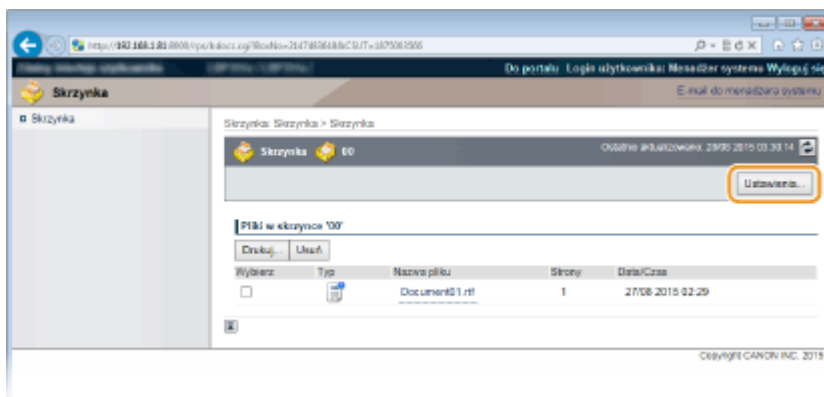 Do portalu Login użytkownika: Menadżer systemu Wyloguj się
Skrzynka
E-mail do menadżera systemu
Skrzynka
Skrzynka: Skrzynka > Skrzynka
Skrzynka 00
Ostatnio aktualizowano: 28/08 2015 03:30:14
Ustawienia...
Pliki w skrzynce '00'
Drukuj... Usuń
Wybierz Typ Nazwa pliku Strony Data/Czas
Document01.rtf 1 27/08 2015 02:29
Copyright CANON INC. 2015